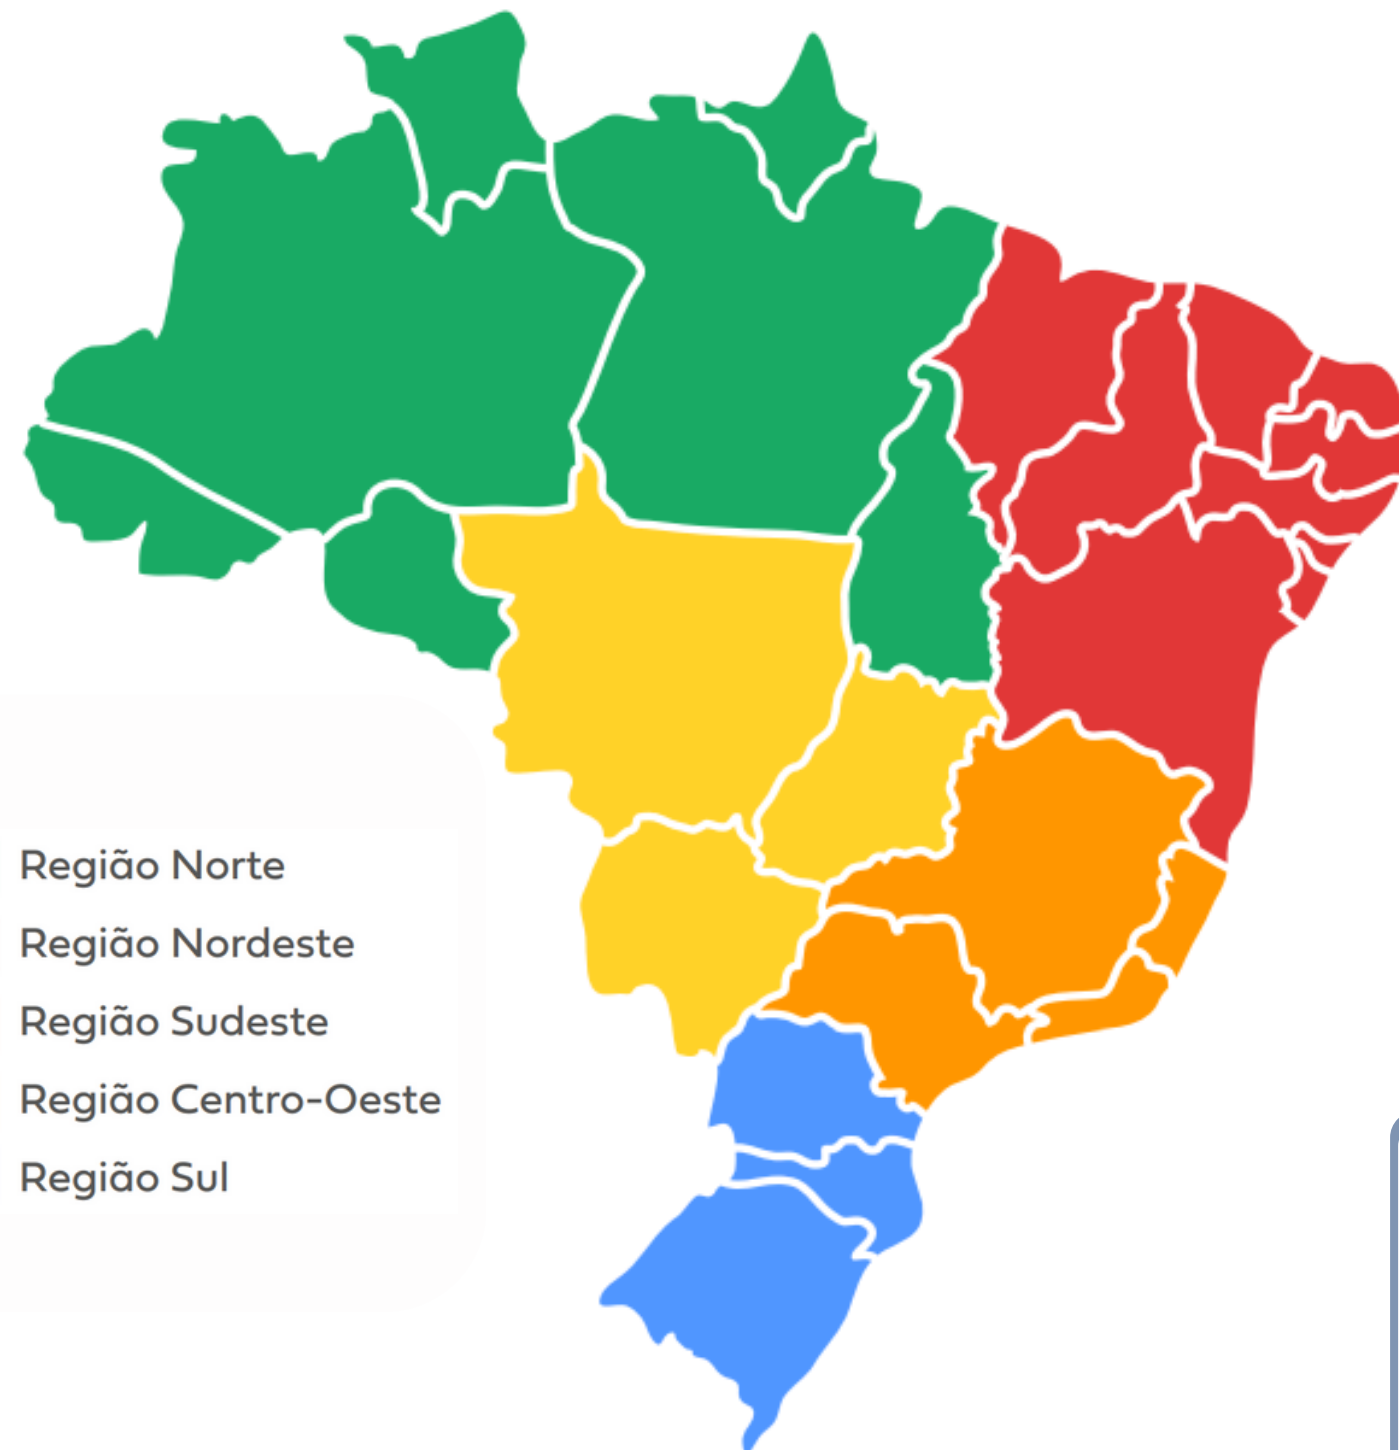 Região Norte
Região Nordeste
Região Sudeste
Região Centro-Oeste
Região Sul